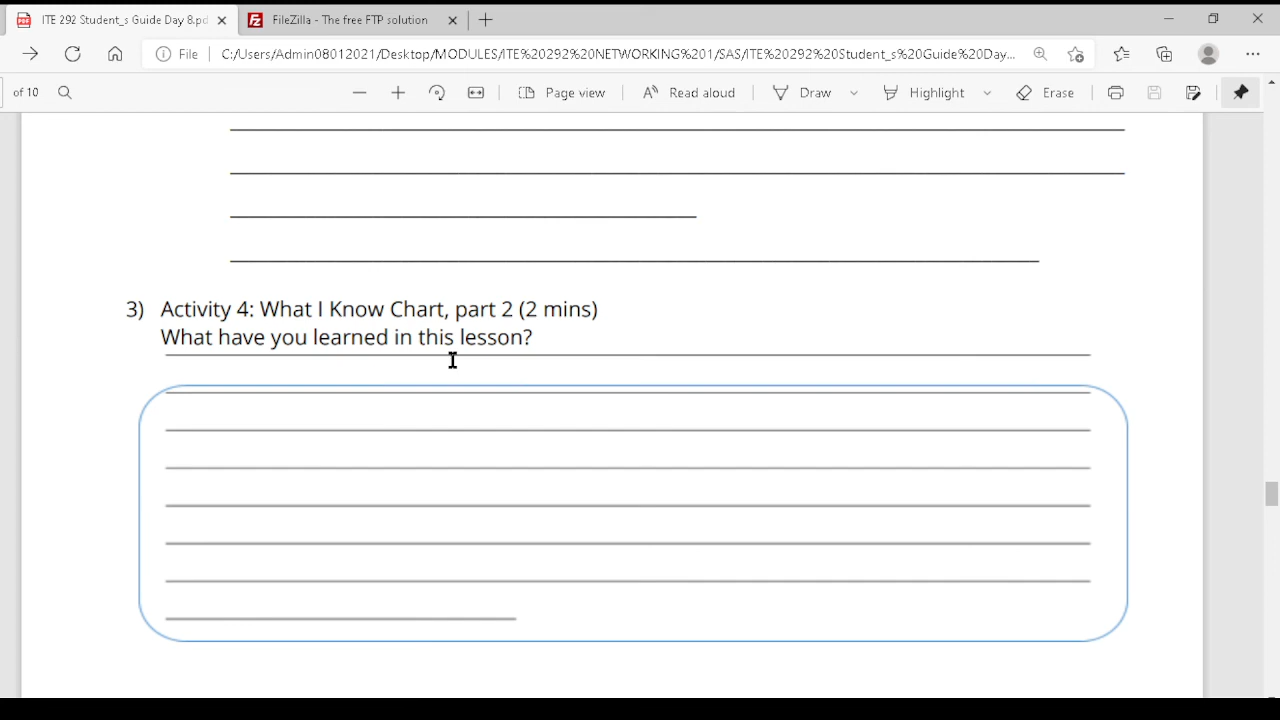 ITE 292 Student_s Guide Day 8.pd
FileZilla - The free FTP solution
File
C:/Users/Admin08012021/Desktop/MODULES/ITE%20292%20NETWORKING%201/SAS/ITE%20292%20Student_s%20Guide%20Day...
of 10
Page view
Read aloud
Draw
Highlight
Erase
3) Activity 4: What I Know Chart, part 2 (2 mins)
What have you learned in this lesson?